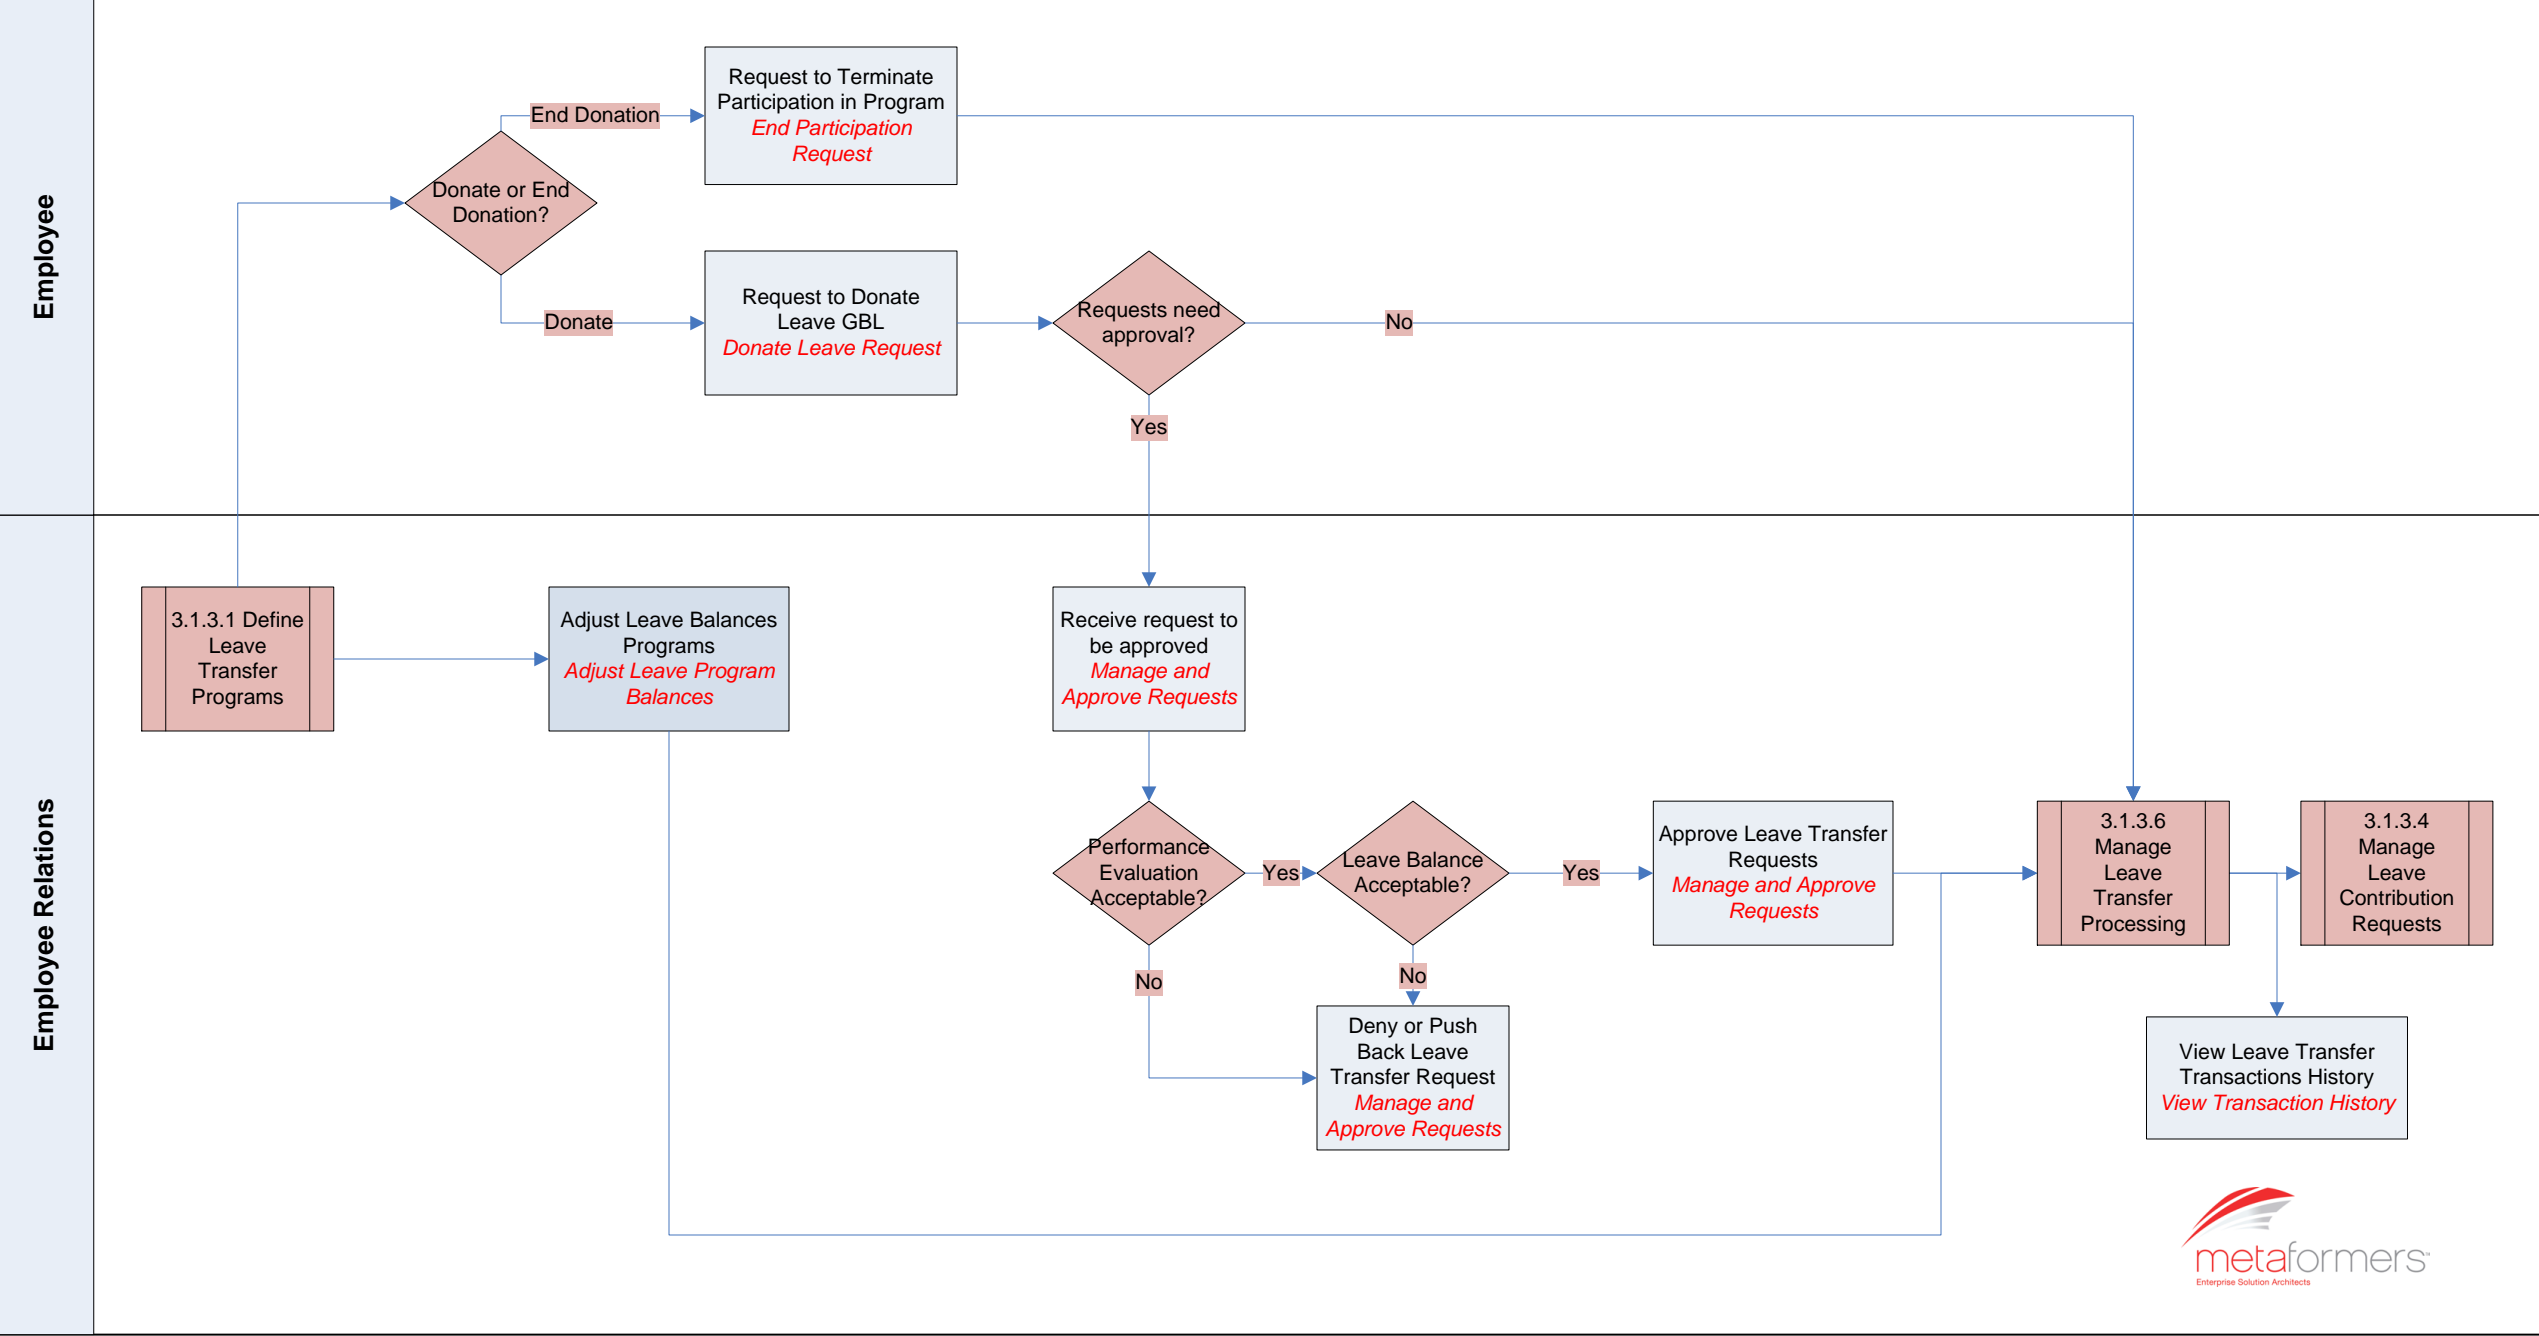 Employee
End Donation
Request to Terminate
Participation in Program
End Participation
Request
Donate or End
Donation?
Donate
Request to Donate
Leave GBL
Donate Leave Request
Requests need
approval?
No
Yes
Employee Relations
3.1.3.1 Define
Leave
Transfer
Programs
Adjust Leave Balances
Programs
Adjust Leave Program
Balances
Receive request to
be approved
Manage and
Approve Requests
Performance
Evaluation
Acceptable?
Yes
Leave Balance
Acceptable?
Yes
Approve Leave Transfer
Requests
Manage and Approve
Requests
3.1.3.6
Manage
Leave
Transfer
Processing
3.1.3.4
Manage
Leave
Contribution
Requests
No
No
Deny or Push
Back Leave
Transfer Request
Manage and
Approve Requests
View Leave Transfer
Transactions History
View Transaction History
metaformers™
Enterprise Solution Architects